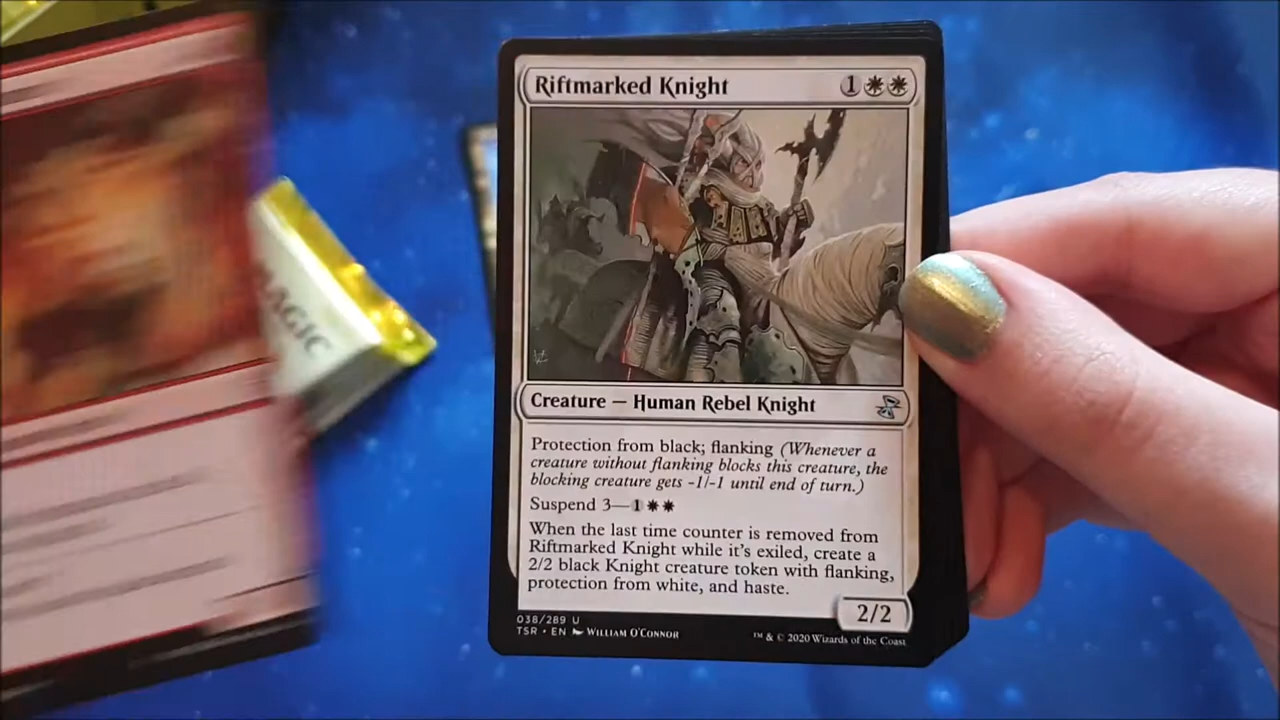 Riftmarked Knight 1
MAGIC
Creature — Human Rebel Knight
Protection from black; flanking (Whenever a
creature without flanking blocks this creature, the
blocking creature gets -1/-1 until end of turn.)
Suspend 3—1
When the last time counter is removed from
Riftmarked Knight while it's exiled, create a
2/2 black Knight creature token with flanking,
protection from white, and haste.
2/2
038/289 U
TSR • EN WILLIAM O'CONNOR
™ & © 2020 Wizards of the Coast